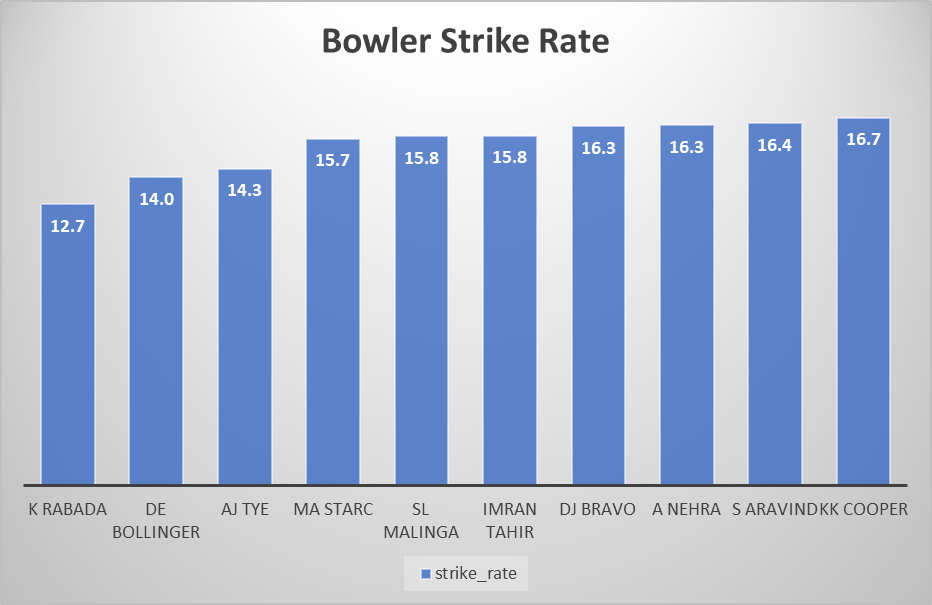 Bowler Strike Rate
12.7
14.0
14.3
15.7
15.8
15.8
16.3
16.3
16.4
16.7
K RABADA
DE
BOLLINGER
AJ TYE
MA STARC
SL
MALINGA
IMRAN
TAHIR
DJ BRAVO
A NEHRA
S ARAVIND
KK COOPER
strike_rate